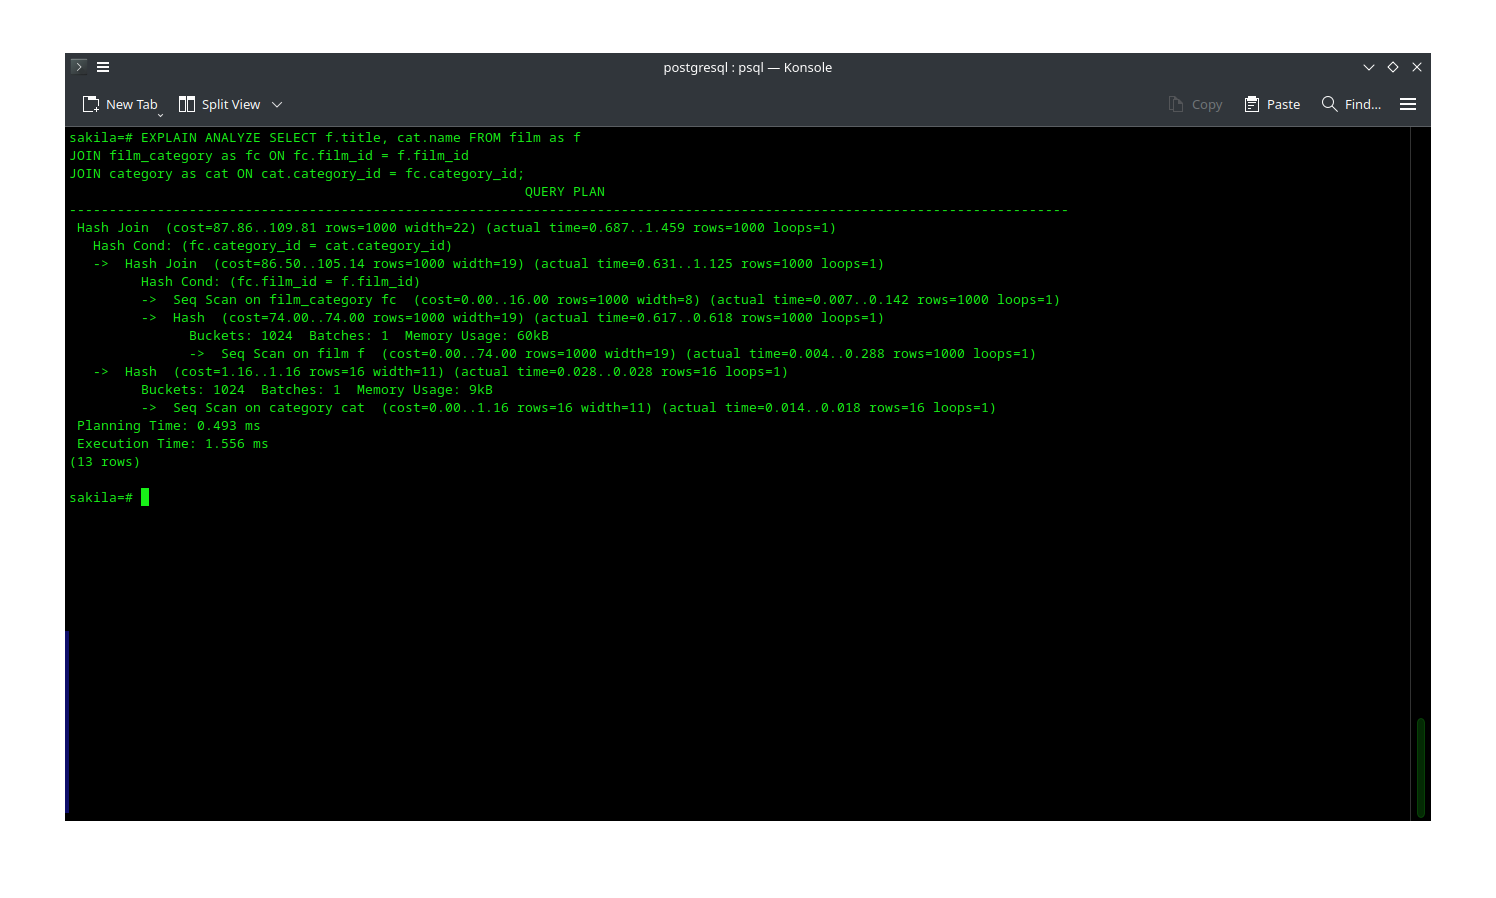 postgresql : psql — Konsole
New Tab Split View Copy Paste Find...
sakila=# EXPLAIN ANALYZE SELECT f.title, cat.name FROM film as f
JOIN film_category as fc ON fc.film_id = f.film_id
JOIN category as cat ON cat.category_id = fc.category_id;
                                                         QUERY PLAN
-----------------------------------------------------------------------------------------------------------------------------
 Hash Join  (cost=87.86..109.81 rows=1000 width=22) (actual time=0.687..1.459 rows=1000 loops=1)
   Hash Cond: (fc.category_id = cat.category_id)
   ->  Hash Join  (cost=86.50..105.14 rows=1000 width=19) (actual time=0.631..1.125 rows=1000 loops=1)
         Hash Cond: (fc.film_id = f.film_id)
         ->  Seq Scan on film_category fc  (cost=0.00..16.00 rows=1000 width=8) (actual time=0.007..0.142 rows=1000 loops=1)
         ->  Hash  (cost=74.00..74.00 rows=1000 width=19) (actual time=0.617..0.618 rows=1000 loops=1)
               Buckets: 1024  Batches: 1  Memory Usage: 60kB
               ->  Seq Scan on film f  (cost=0.00..74.00 rows=1000 width=19) (actual time=0.004..0.288 rows=1000 loops=1)
   ->  Hash  (cost=1.16..1.16 rows=16 width=11) (actual time=0.028..0.028 rows=16 loops=1)
         Buckets: 1024  Batches: 1  Memory Usage: 9kB
         ->  Seq Scan on category cat  (cost=0.00..1.16 rows=16 width=11) (actual time=0.014..0.018 rows=16 loops=1)
 Planning Time: 0.493 ms
 Execution Time: 1.556 ms
(13 rows)
sakila=#